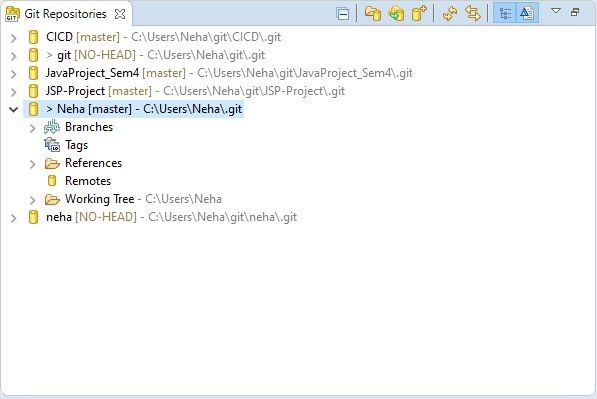 Git Repositories
CICD [master] - C:\Users\Neha\git\CICD\.git
> git [NO-HEAD] - C:\Users\Neha\git\.git
JavaProject_Sem4 [master] - C:\Users\Neha\git\JavaProject_Sem4\.git
JSP-Project [master] - C:\Users\Neha\git\JSP-Project\.git
> Neha [master] - C:\Users\Neha\.git
Branches
Tags
References
Remotes
Working Tree - C:\Users\Neha
neha [NO-HEAD] - C:\Users\Neha\git\neha\.git